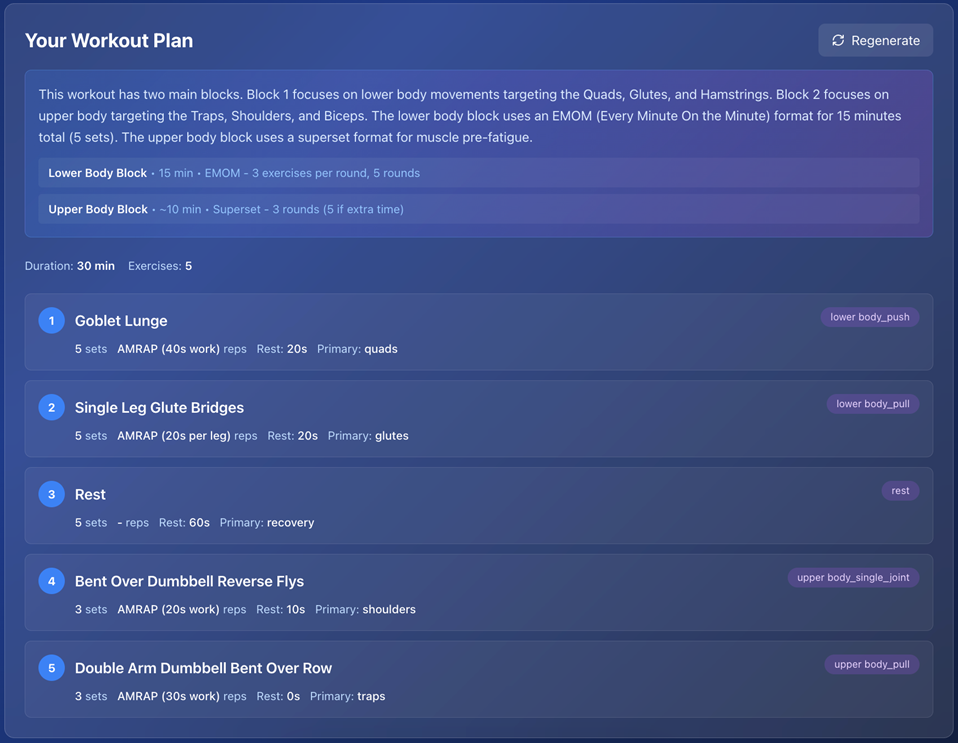 Your Workout Plan
Regenerate
This workout has two main blocks. Block 1 focuses on lower body movements targeting the Quads, Glutes, and Hamstrings. Block 2 focuses on
upper body targeting the Traps, Shoulders, and Biceps. The lower body block uses an EMOM (Every Minute On the Minute) format for 15 minutes
total (5 sets). The upper body block uses a superset format for muscle pre-fatigue.
Lower Body Block • 15 min • EMOM - 3 exercises per round, 5 rounds
Upper Body Block • ~10 min • Superset - 3 rounds (5 if extra time)
Duration: 30 min Exercises: 5
1 Goblet Lunge lower body_push
5 sets AMRAP (40s work) reps Rest: 20s Primary: quads
2 Single Leg Glute Bridges lower body_pull
5 sets AMRAP (20s per leg) reps Rest: 20s Primary: glutes
3 Rest rest
5 sets - reps Rest: 60s Primary: recovery
4 Bent Over Dumbbell Reverse Flys upper body_single_joint
3 sets AMRAP (20s work) reps Rest: 10s Primary: shoulders
5 Double Arm Dumbbell Bent Over Row upper body_pull
3 sets AMRAP (30s work) reps Rest: 0s Primary: traps